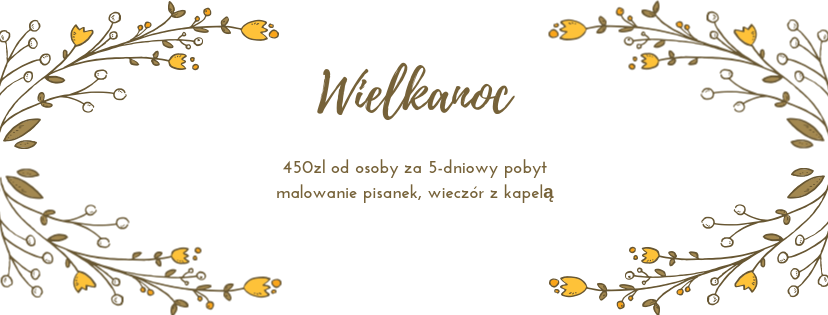 Wielkanoc
450zl od osoby za 5-dniowy pobyt
malowanie pisanek, wieczór z kapelą